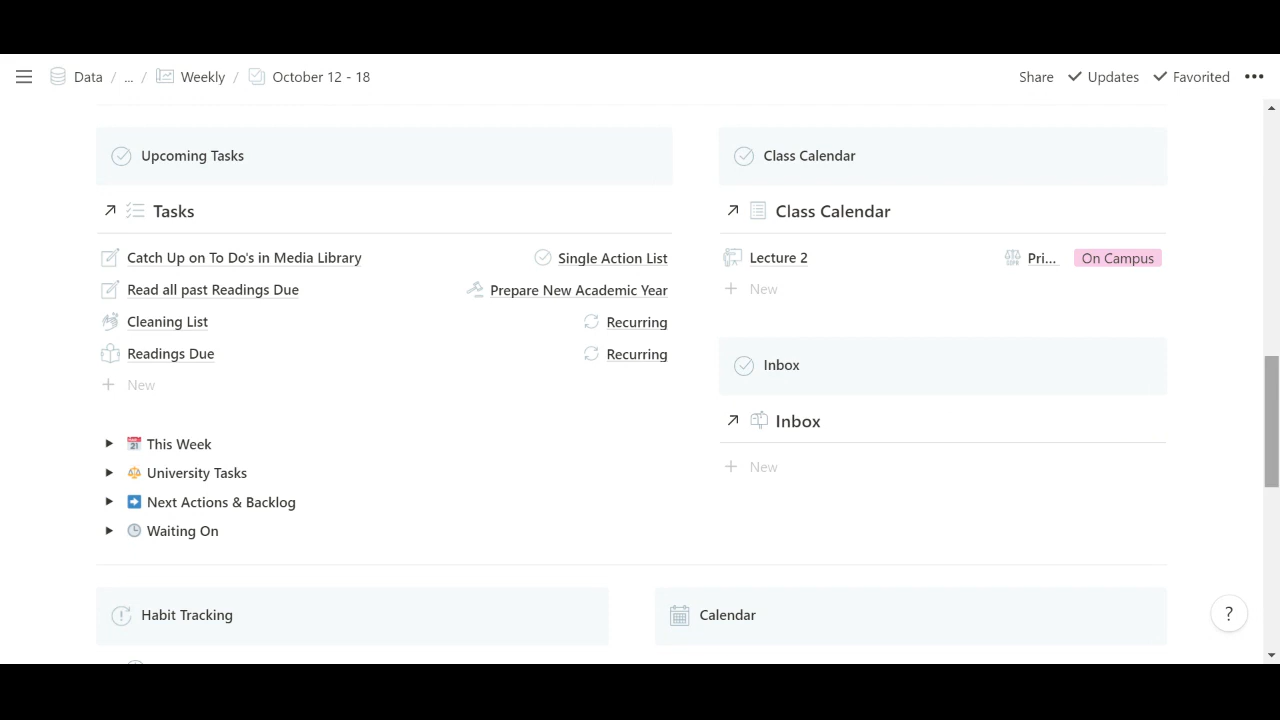 Data / ... / Weekly / October 12 - 18
Share Updates Favorited •••
Upcoming Tasks
Tasks
Catch Up on To Do's in Media Library Single Action List
Read all past Readings Due Prepare New Academic Year
Cleaning List Recurring
Readings Due Recurring
+ New
This Week
University Tasks
Next Actions & Backlog
Waiting On
Class Calendar
Class Calendar
Lecture 2 Pri... On Campus
+ New
Inbox
Inbox
+ New
Habit Tracking
Calendar
?